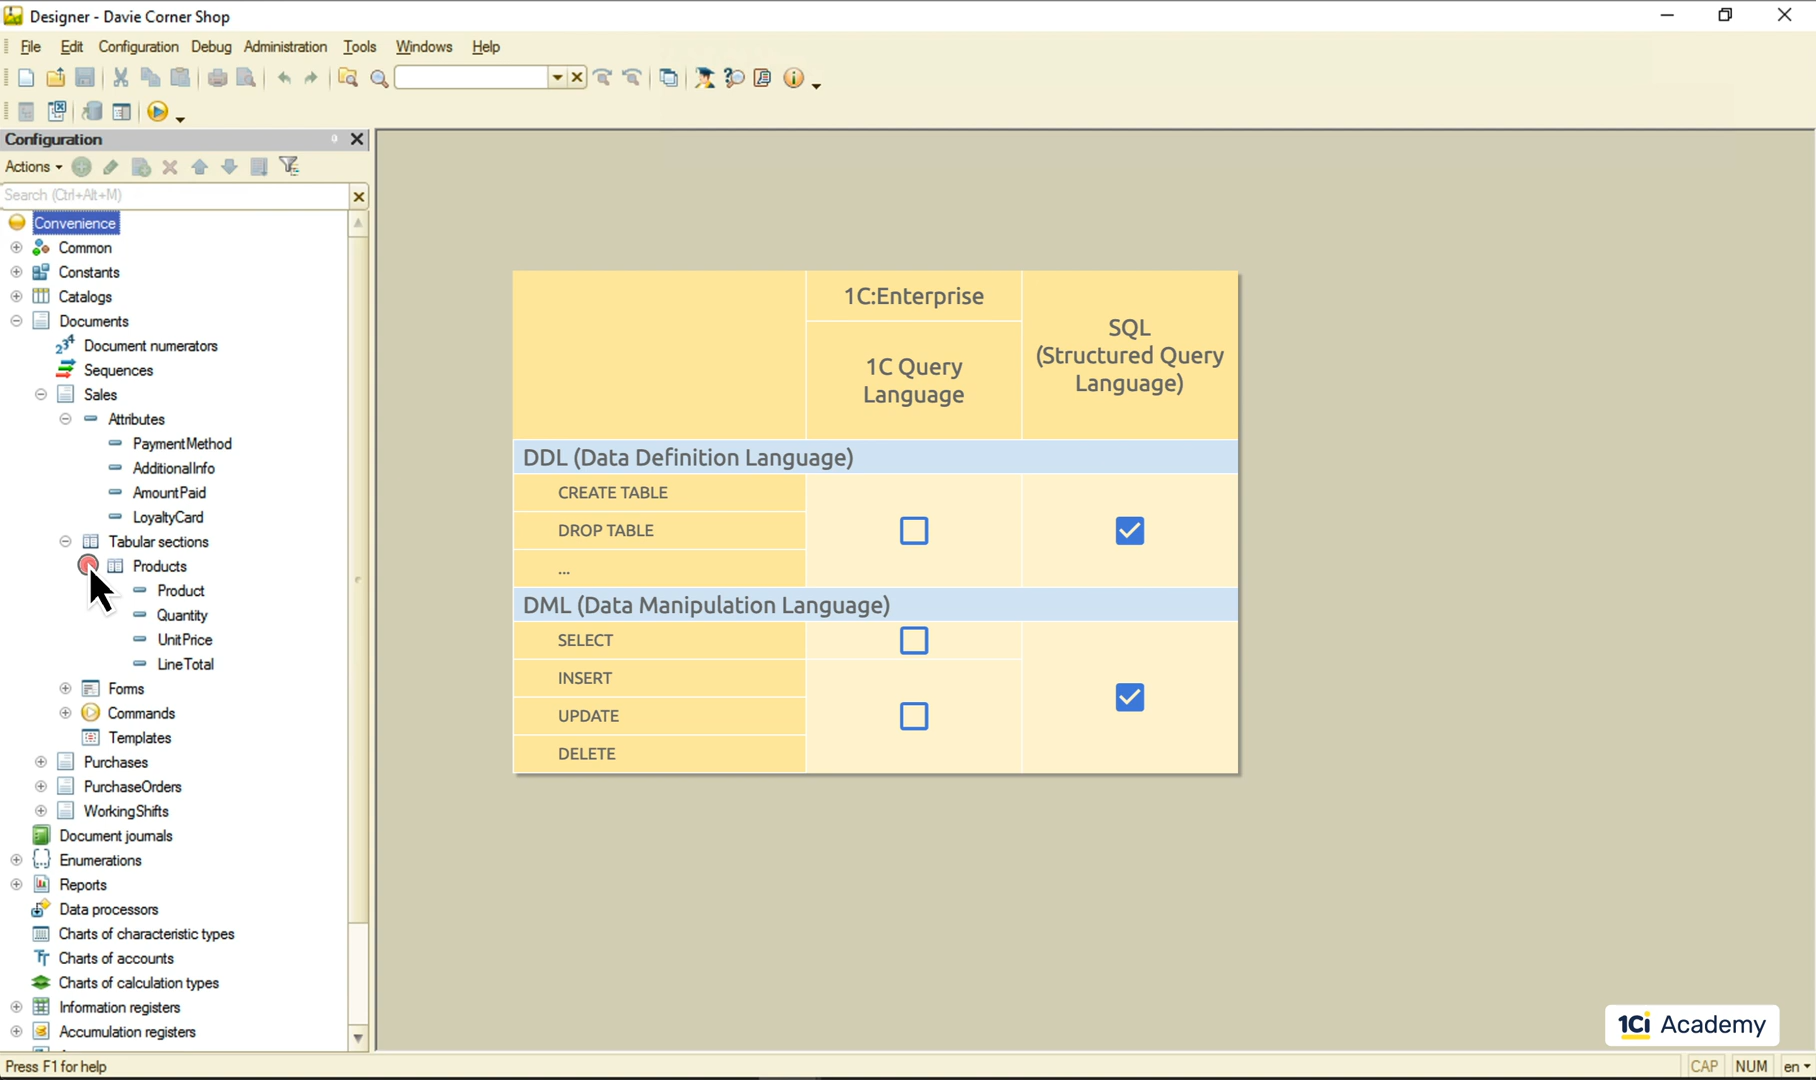 Designer - Davie Corner Shop
File Edit Configuration Debug Administration Tools Windows Help
Configuration
Actions
Search (Ctrl+Alt+M)
Convenience
Common
Constants
Catalogs
Documents
Document numerators
Sequences
Sales
Attributes
PaymentMethod
AdditionalInfo
AmountPaid
LoyaltyCard
Tabular sections
Products
Product
Quantity
UnitPrice
LineTotal
Forms
Commands
Templates
Purchases
PurchaseOrders
WorkingShifts
Document journals
Enumerations
Reports
Data processors
Charts of characteristic types
Charts of accounts
Charts of calculation types
Information registers
Accumulation registers
1C:Enterprise
1C Query
Language
SQL
(Structured Query
Language)
DDL (Data Definition Language)
CREATE TABLE
DROP TABLE
...
DML (Data Manipulation Language)
SELECT
INSERT
UPDATE
DELETE
1Ci Academy
Press F1 for help
CAP NUM en